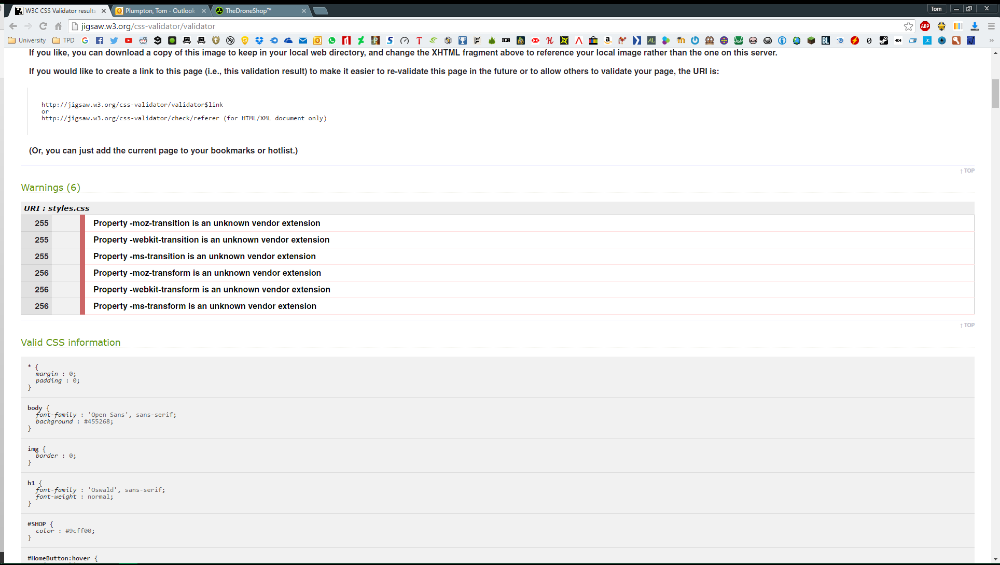 W3C CSS Validator results
Plumpton, Tom - Outlook
TheDroneShop™
Tom
jigsaw.w3.org/css-validator/validator
ABP
University
TPD
BBC
AL
BL
404
If you like, you can download a copy of this image to keep in your local web directory, and change the XHTML fragment above to reference your local image rather than the one on this server.
If you would like to create a link to this page (i.e., this validation result) to make it easier to re-validate this page in the future or to allow others to validate your page, the URI is:
http://jigsaw.w3.org/css-validator/validator$link
or
http://jigsaw.w3.org/css-validator/check/referer (for HTML/XML document only)
(Or, you can just add the current page to your bookmarks or hotlist.)
↑ TOP
Warnings (6)
URI : styles.css
255 Property -moz-transition is an unknown vendor extension
255 Property -webkit-transition is an unknown vendor extension
255 Property -ms-transition is an unknown vendor extension
256 Property -moz-transform is an unknown vendor extension
256 Property -webkit-transform is an unknown vendor extension
256 Property -ms-transform is an unknown vendor extension
↑ TOP
Valid CSS information
* {
margin : 0;
padding : 0;
}
body {
font-family : 'Open Sans', sans-serif;
background : #455268;
}
img {
border : 0;
}
h1 {
font-family : 'Oswald', sans-serif;
font-weight : normal;
}
#SHOP {
color : #9cff00;
}
#HomeButton:hover {